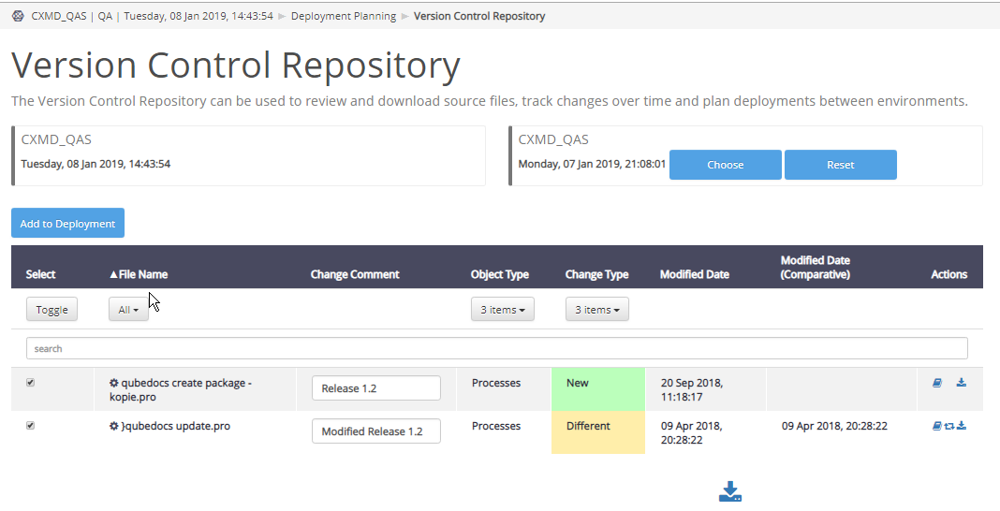 CXMD_QAS | QA | Tuesday, 08 Jan 2019, 14:43:54 Deployment Planning Version Control Repository
Version Control Repository
The Version Control Repository can be used to review and download source files, track changes over time and plan deployments between environments.
CXMD_QAS
Tuesday, 08 Jan 2019, 14:43:54
CXMD_QAS
Monday, 07 Jan 2019, 21:08:01 Choose Reset
Add to Deployment
Select File Name Change Comment Object Type Change Type Modified Date Modified Date
(Comparative) Actions
Toggle All 3 items 3 items
search
qubedocs create package -
kopie.pro
Release 1.2
Processes
New
20 Sep 2018,
11:18:17
}qubedocs update.pro
Modified Release 1.2
Processes
Different
09 Apr 2018,
20:28:22
09 Apr 2018, 20:28:22